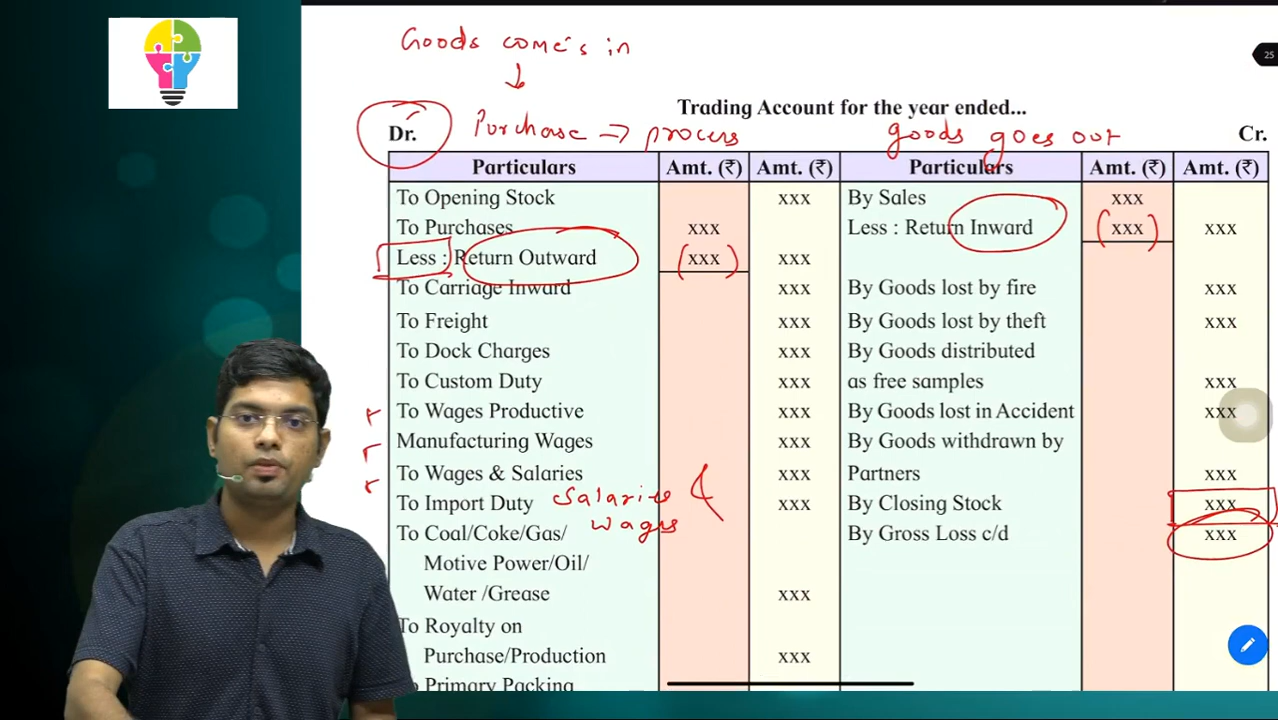 Goods come's in
25
Trading Account for the year ended...
Dr. Purchase → process goods goes out Cr.
Particulars Amt. (₹) Amt. (₹) Particulars Amt. (₹) Amt. (₹)
To Opening Stock xxx By Sales xxx
To Purchases xxx Less : Return Inward (xxx) xxx
Less : Return Outward (xxx) xxx
To Carriage Inward xxx By Goods lost by fire xxx
To Freight xxx By Goods lost by theft xxx
To Dock Charges xxx By Goods distributed
To Custom Duty xxx as free samples xxx
To Wages Productive xxx By Goods lost in Accident xxx
Manufacturing Wages xxx By Goods withdrawn by
To Wages & Salaries xxx Partners xxx
To Import Duty Salaries & xxx By Closing Stock xxx
wages
To Coal/Coke/Gas/ By Gross Loss c/d xxx
Motive Power/Oil/
Water /Grease xxx
To Royalty on
Purchase/Production xxx
To Primary Packing